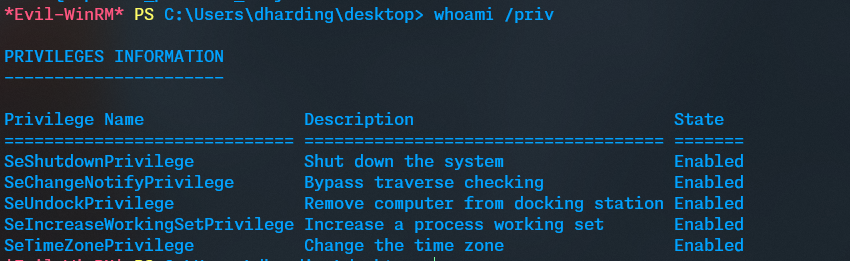 *Evil-WinRM* PS C:\Users\dharding\desktop> whoami /priv
PRIVILEGES INFORMATION
----------------------
Privilege Name Description State
============================= ==================================== =======
SeShutdownPrivilege Shut down the system Enabled
SeChangeNotifyPrivilege Bypass traverse checking Enabled
SeUndockPrivilege Remove computer from docking station Enabled
SeIncreaseWorkingSetPrivilege Increase a process working set Enabled
SeTimeZonePrivilege Change the time zone Enabled